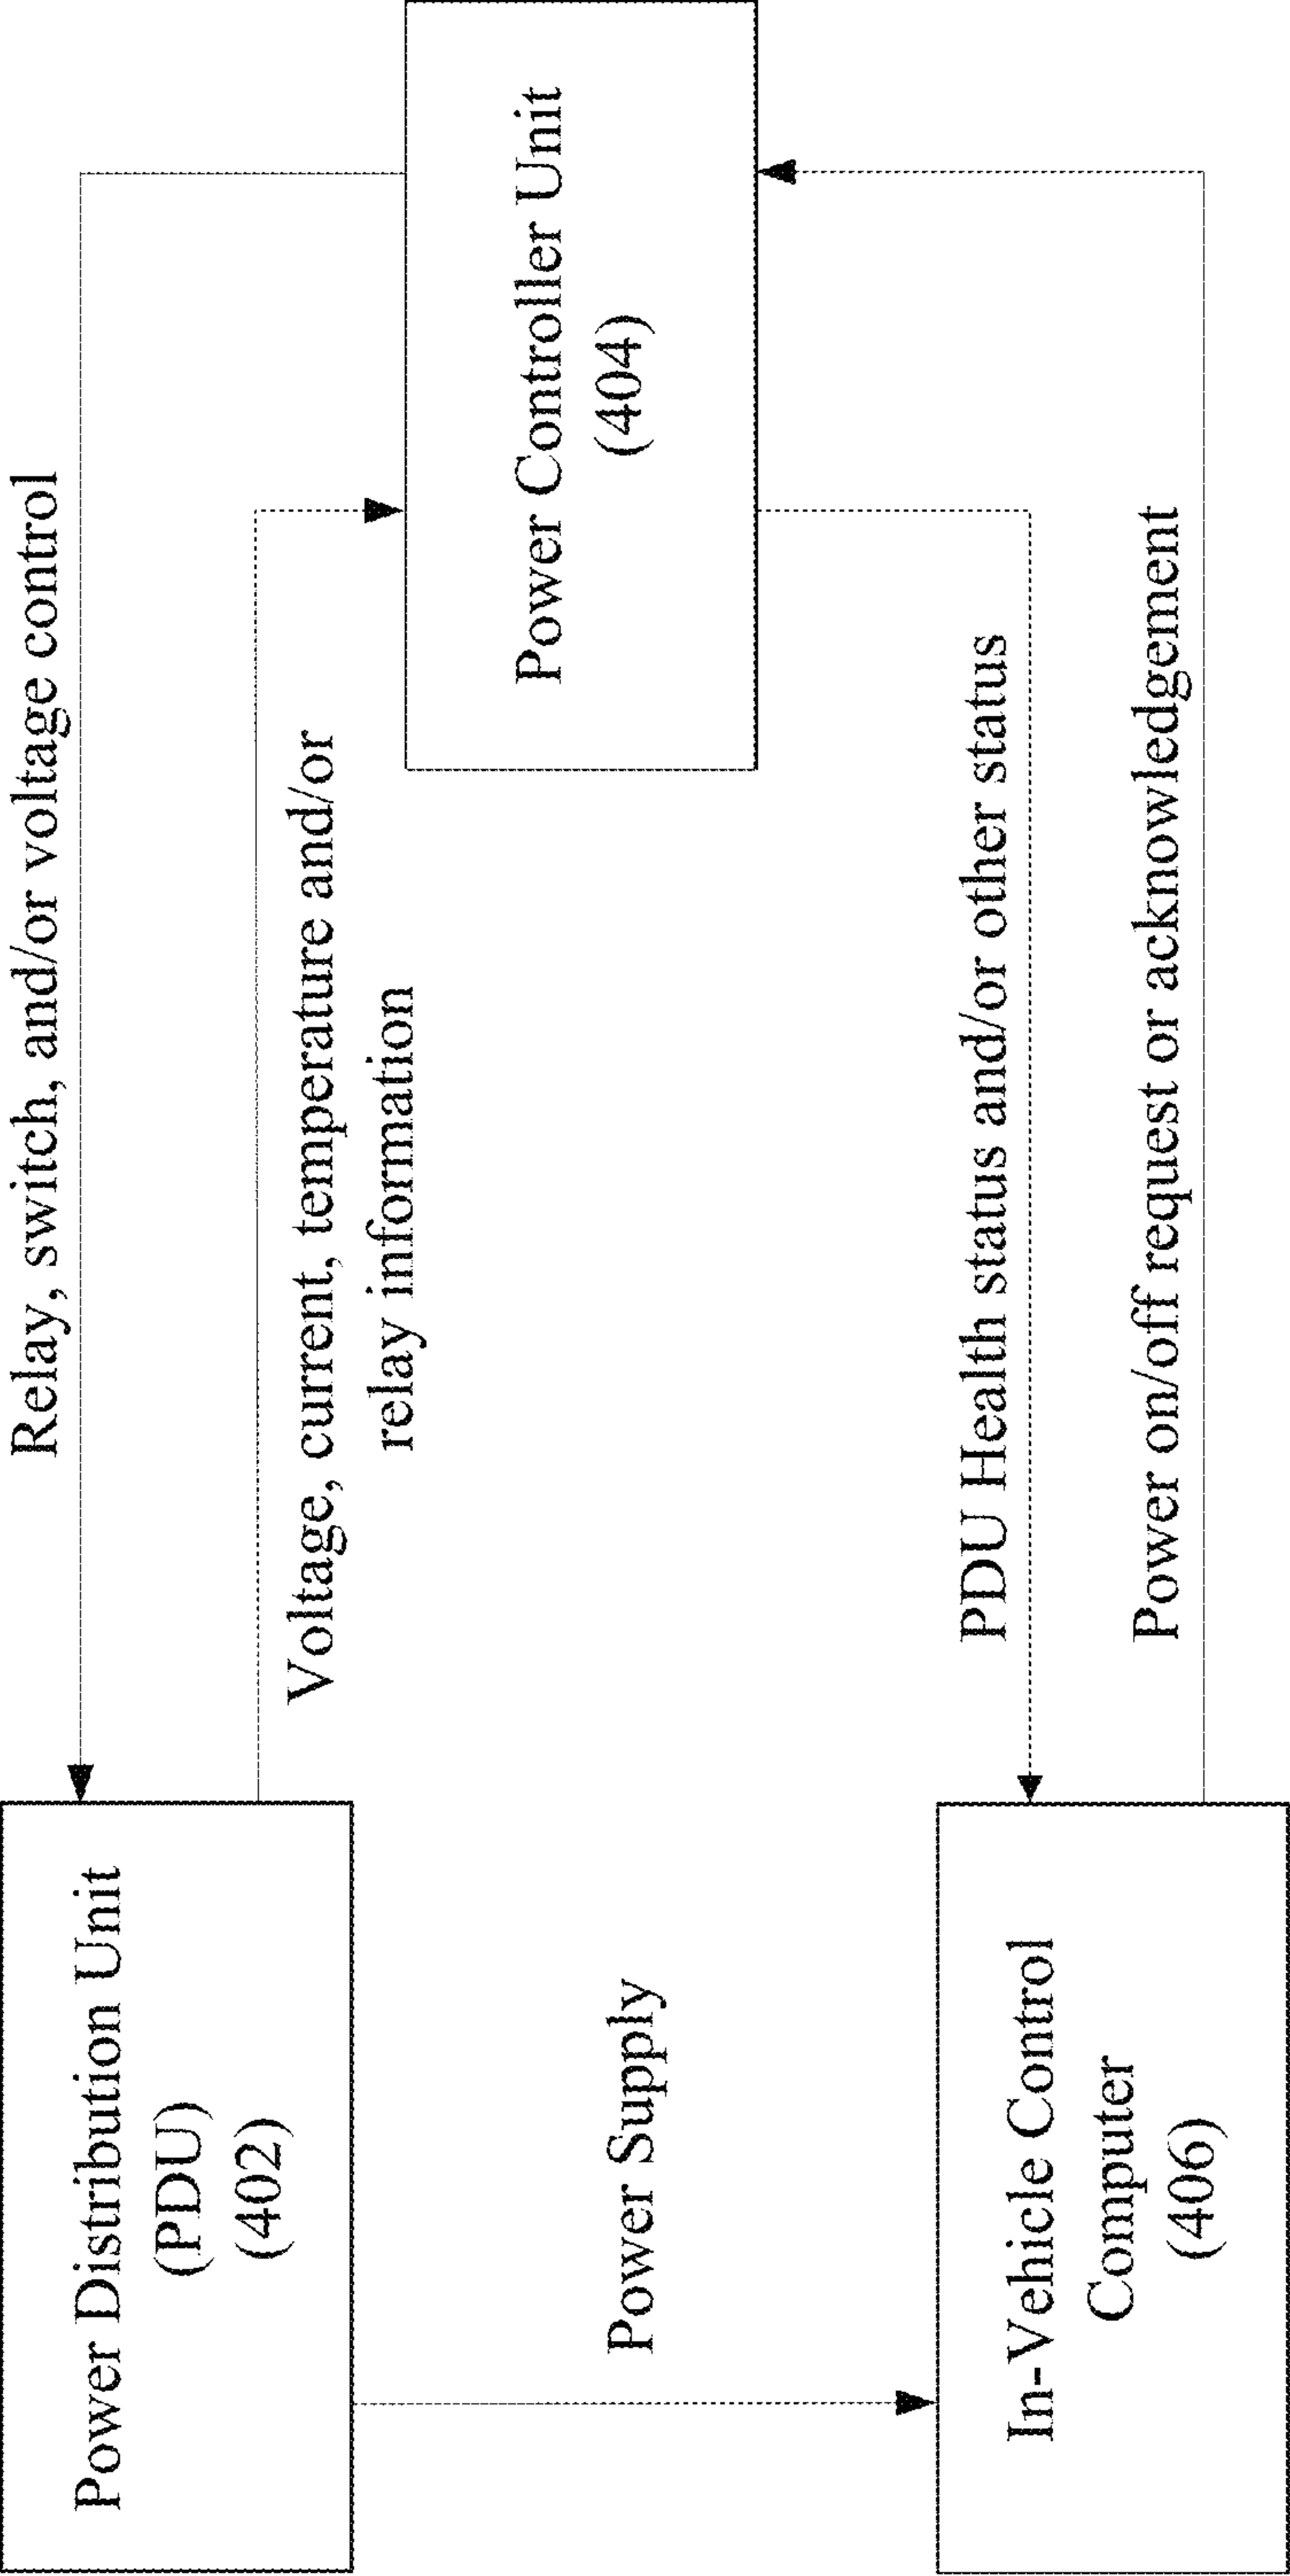 Relay, switch, and/or voltage control
Power Distribution Unit
(PDU)
(402)
Voltage, current, temperature and/or
relay information
Power Controller Unit
(404)
Power Supply
PDU Health status and/or other status
In-Vehicle Control
Computer
(406)
Power on/off request or acknowledgement